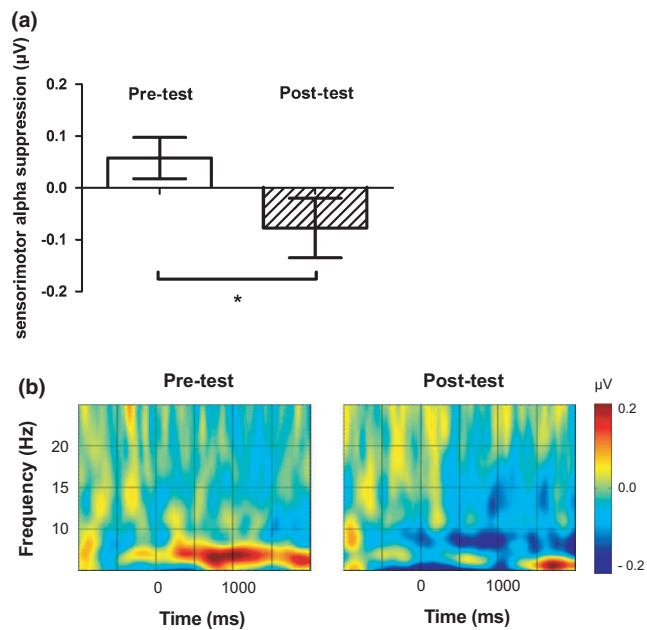 (a)
sensorimotor alpha suppression (µV)
0.2
0.1
0.0
-0.1
-0.2
Pre-test
Post-test
*
(b)
Pre-test
Post-test
µV
Frequency (Hz)
20
15
10
0
1000
0
1000
Time (ms)
Time (ms)
0.2
0.0
- 0.2